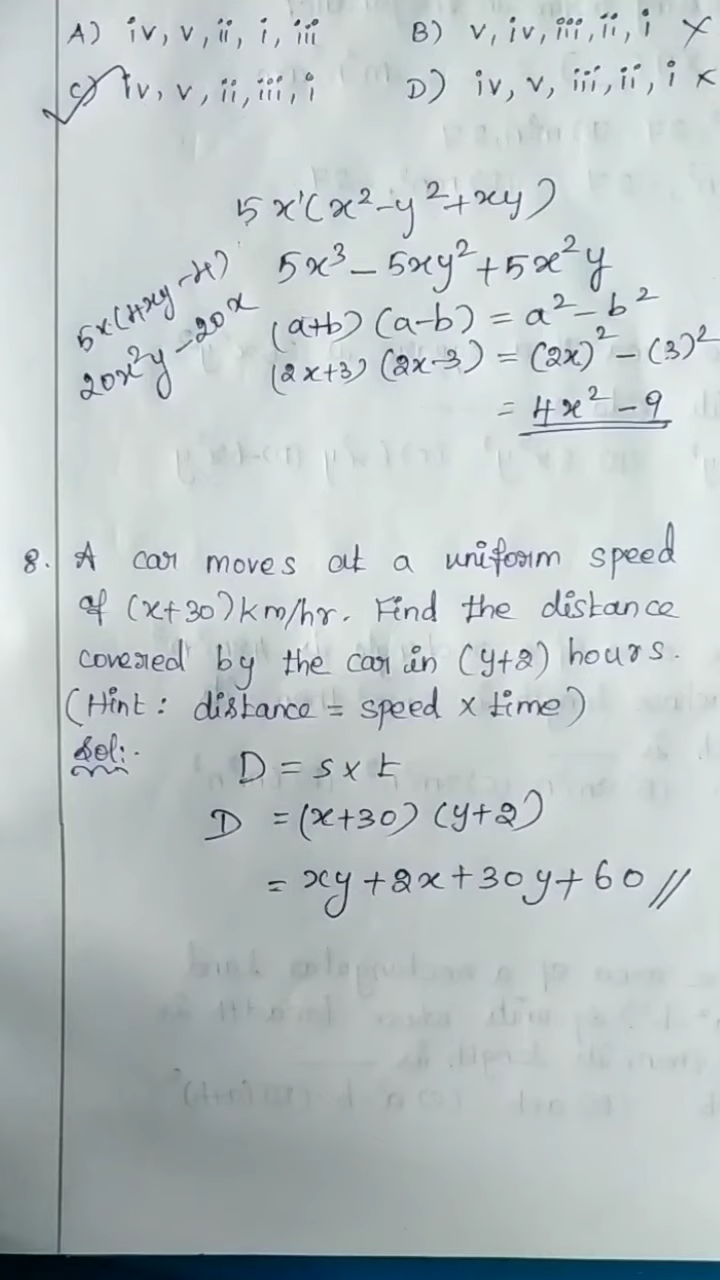 A) iv, v, ii, i, iii B) v, iv, iii, ii, i ×
C) iv, v, ii, iii, i D) iv, v, iii, ii, i ×
5x(x²-y²+xy)
5x³ - 5xy² + 5x²y
5x(4xy-4)
20x²y - 20x
(a+b) (a-b) = a² - b²
(2x+3) (2x-3) = (2x)² - (3)²
= 4x² - 9
8. A car moves at a uniform speed
of (x+30) km/hr. Find the distance
covered by the car in (y+2) hours.
(Hint : distance = speed × time)
Sol:-
D = s × t
D = (x+30) (y+2)
= xy + 2x + 30y + 60 //